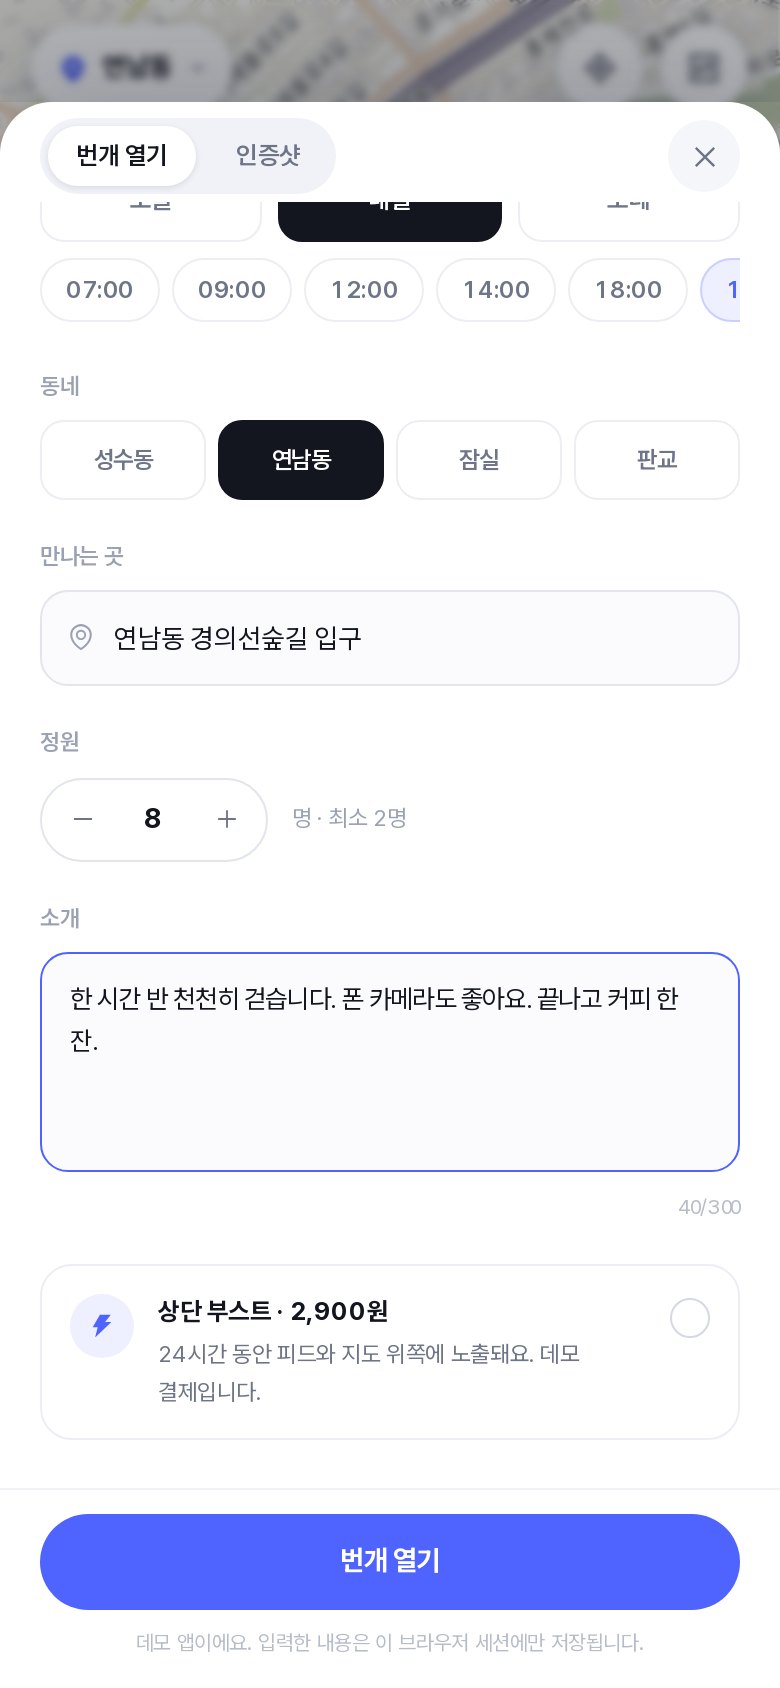 연남동
번개 열기
인증샷
07:00
09:00
12:00
14:00
18:00
동네
성수동
연남동
잠실
판교
만나는 곳
연남동 경의선숲길 입구
정원
8
명 · 최소 2명
소개
한 시간 반 천천히 걷습니다. 폰 카메라도 좋아요. 끝나고 커피 한
잔.
40/300
상단 부스트 · 2,900원
24시간 동안 피드와 지도 위쪽에 노출돼요. 데모
결제입니다.
번개 열기
데모 앱이에요. 입력한 내용은 이 브라우저 세션에만 저장됩니다.